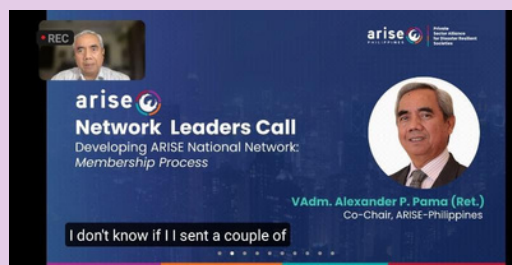 REC
arise
PHILIPPINES
Private
Sector Alliance
for Disaster Resilient
Societies
arise
Network Leaders Call
Developing ARISE National Network:
Membership Process
VAdm. Alexander P. Pama (Ret.)
Co-Chair, ARISE-Philippines
I don't know if I I sent a couple of